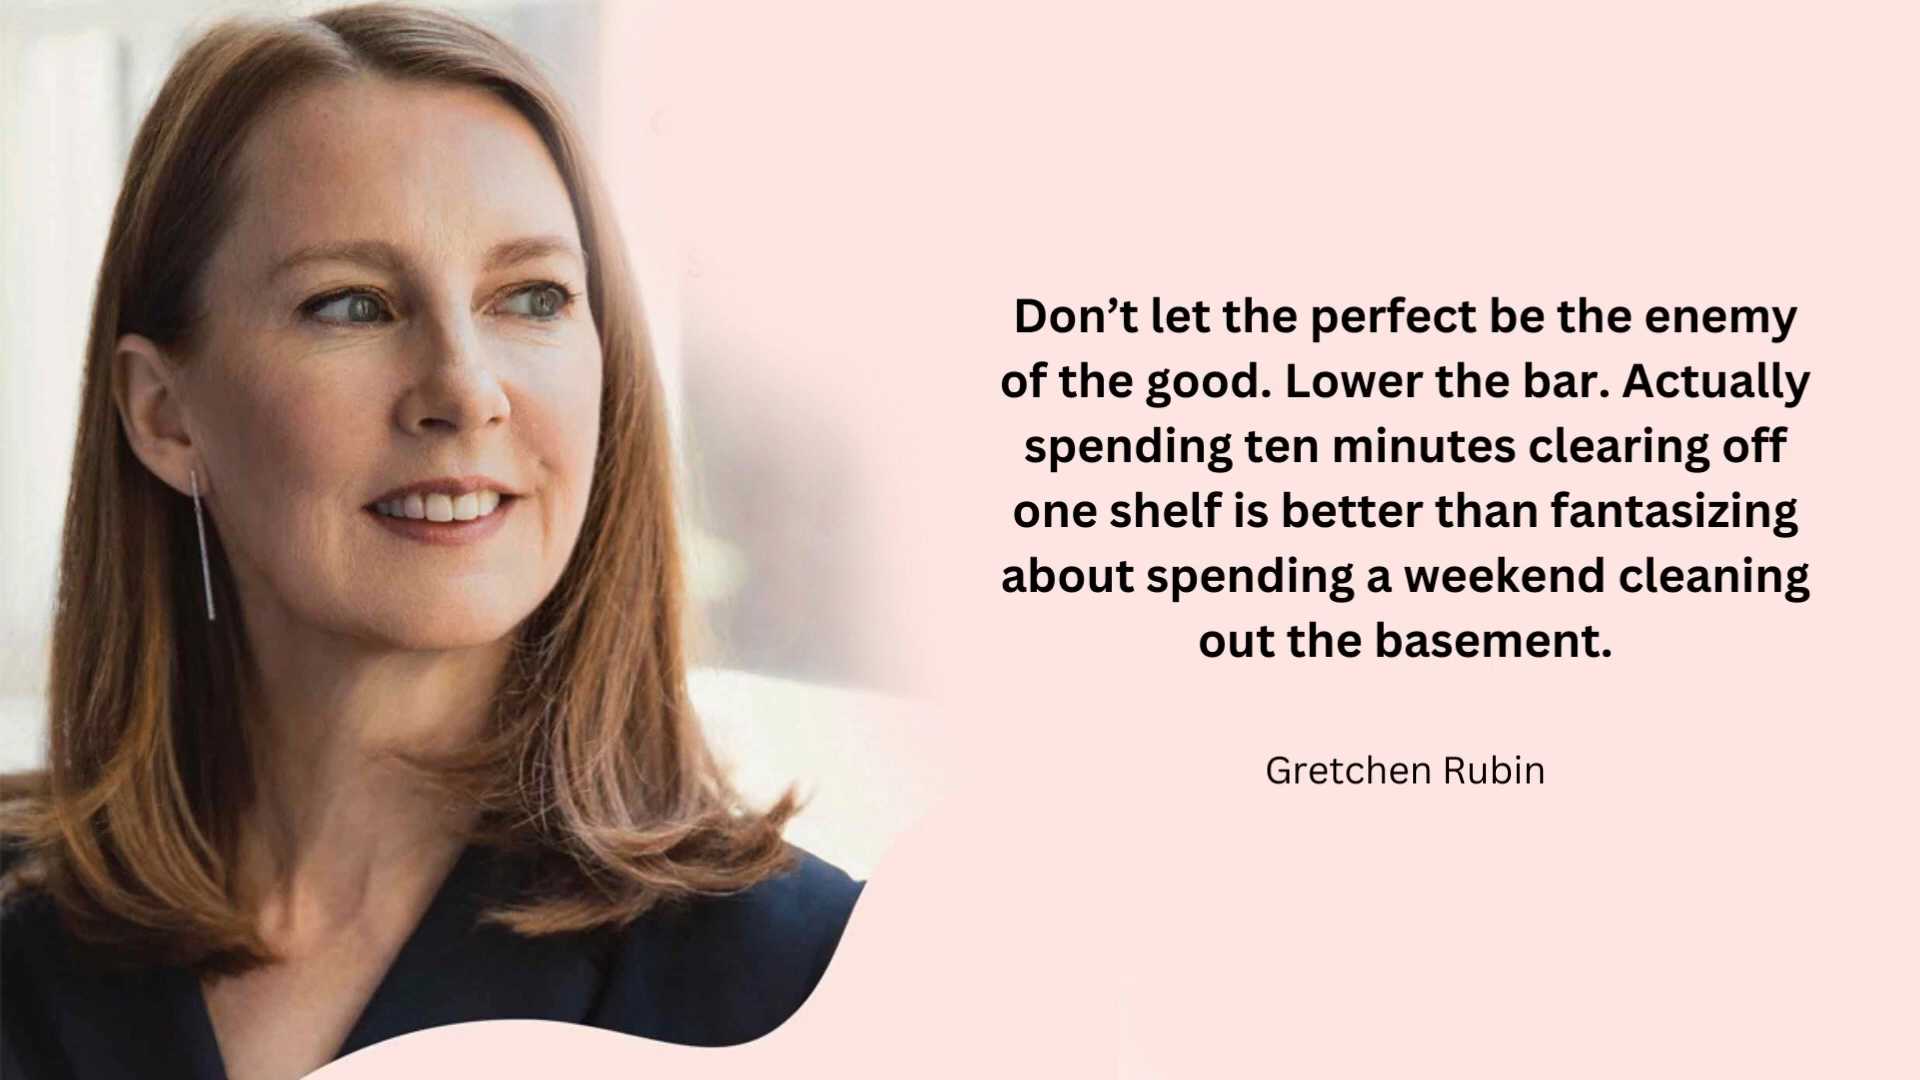 Don’t let the perfect be the enemy
of the good. Lower the bar. Actually
spending ten minutes clearing off
one shelf is better than fantasizing
about spending a weekend cleaning
out the basement.
Gretchen Rubin